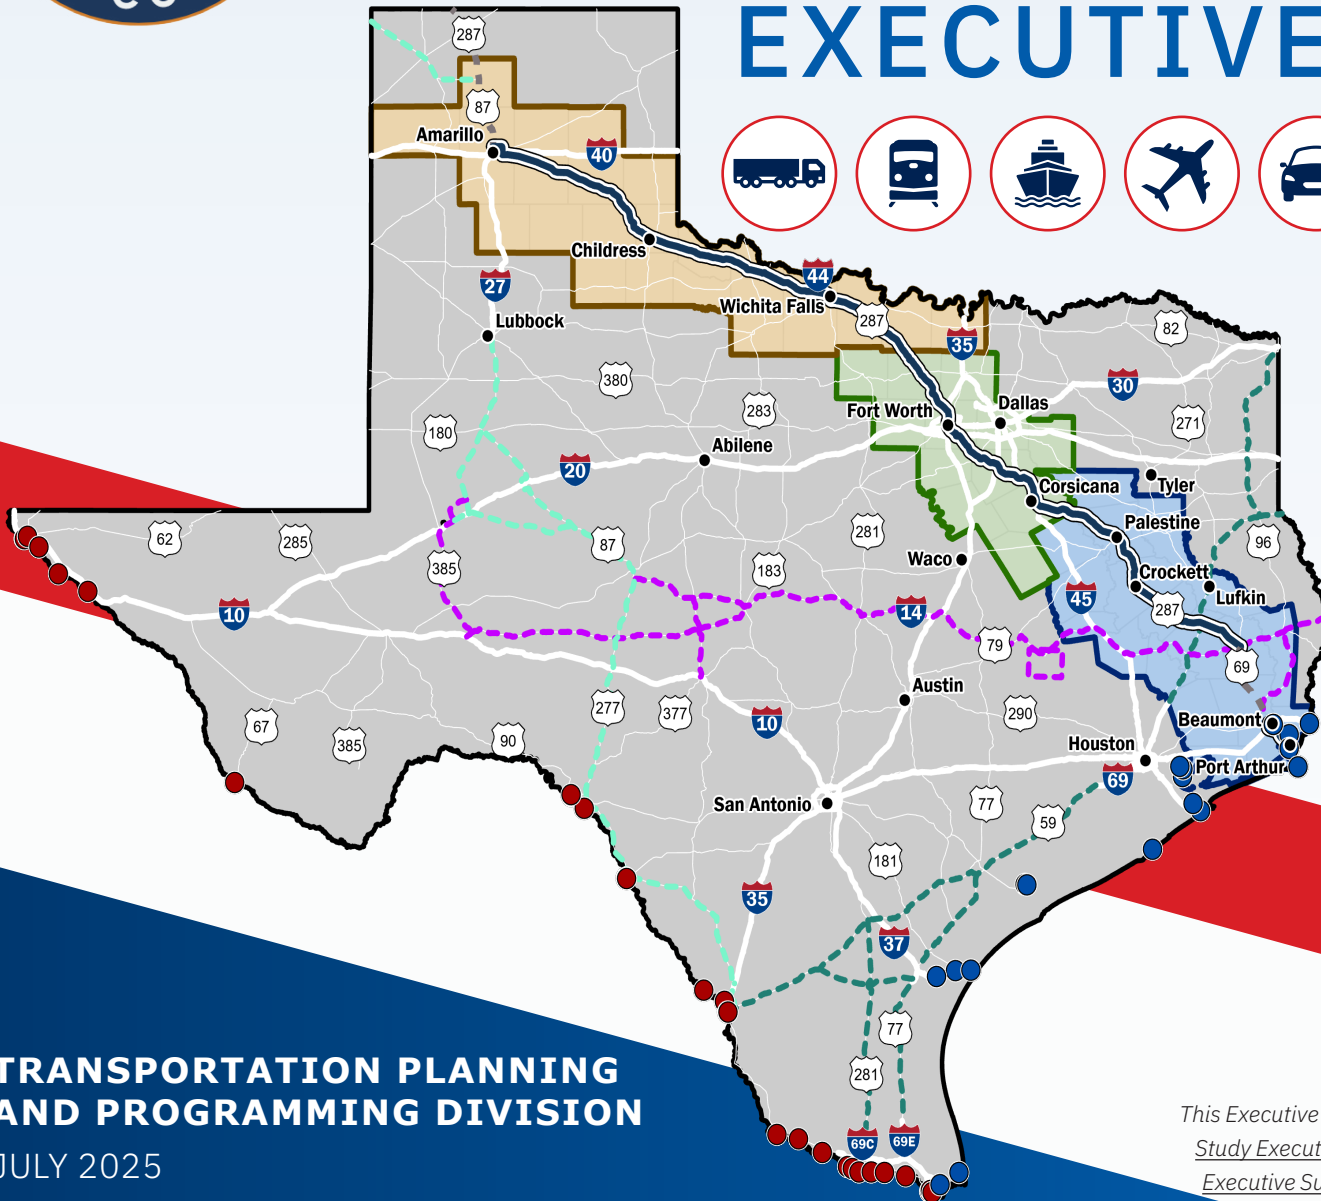 CO
EXECUTIVE
287
87
Amarillo
40
Childress
44
27
Wichita Falls
287
Lubbock
35
82
380
30
283
Fort Worth
Dallas
271
180
Abilene
20
Corsicana
Tyler
62
285
281
Palestine
87
96
Waco
385
183
Crockett
45
Lufkin
10
14
287
79
69
Austin
277
377
10
290
Beaumont
67
385
90
Houston
Port Arthur
69
San Antonio
77
59
181
35
37
77
281
69C
69E
TRANSPORTATION PLANNING
AND PROGRAMMING DIVISION
JULY 2025
This Executive
Study Execut
Executive Su